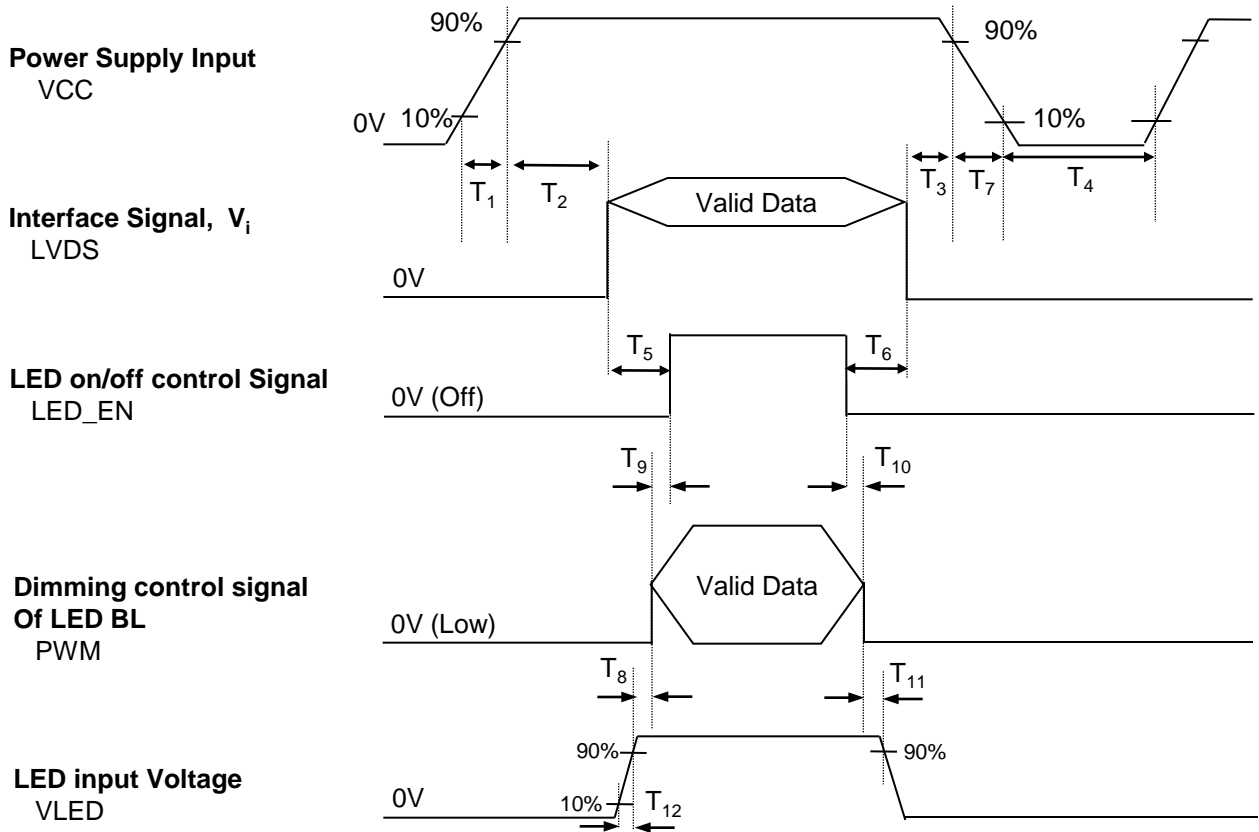 90%
90%
Power Supply Input
VCC
0V
10%
10%
T1
T2
T3
T7
T4
Interface Signal, Vi
LVDS
Valid Data
0V
T5
T6
LED on/off control Signal
LED_EN
0V (Off)
T9
T10
Dimming control signal
Of LED BL
PWM
Valid Data
0V (Low)
T8
T11
90%
90%
LED input Voltage
VLED
0V
10%
T12